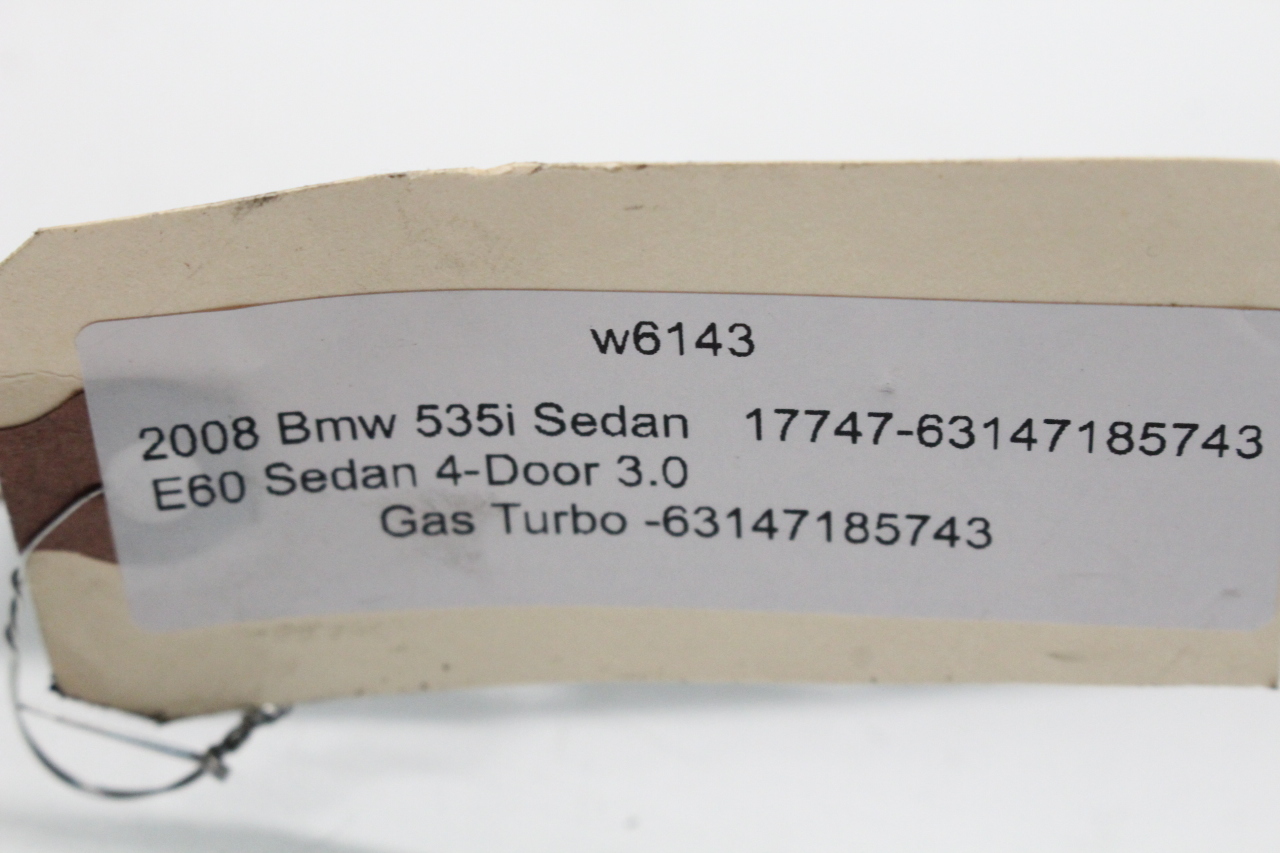 w6143
2008 Bmw 535i Sedan 17747-63147185743
E60 Sedan 4-Door 3.0
Gas Turbo -63147185743